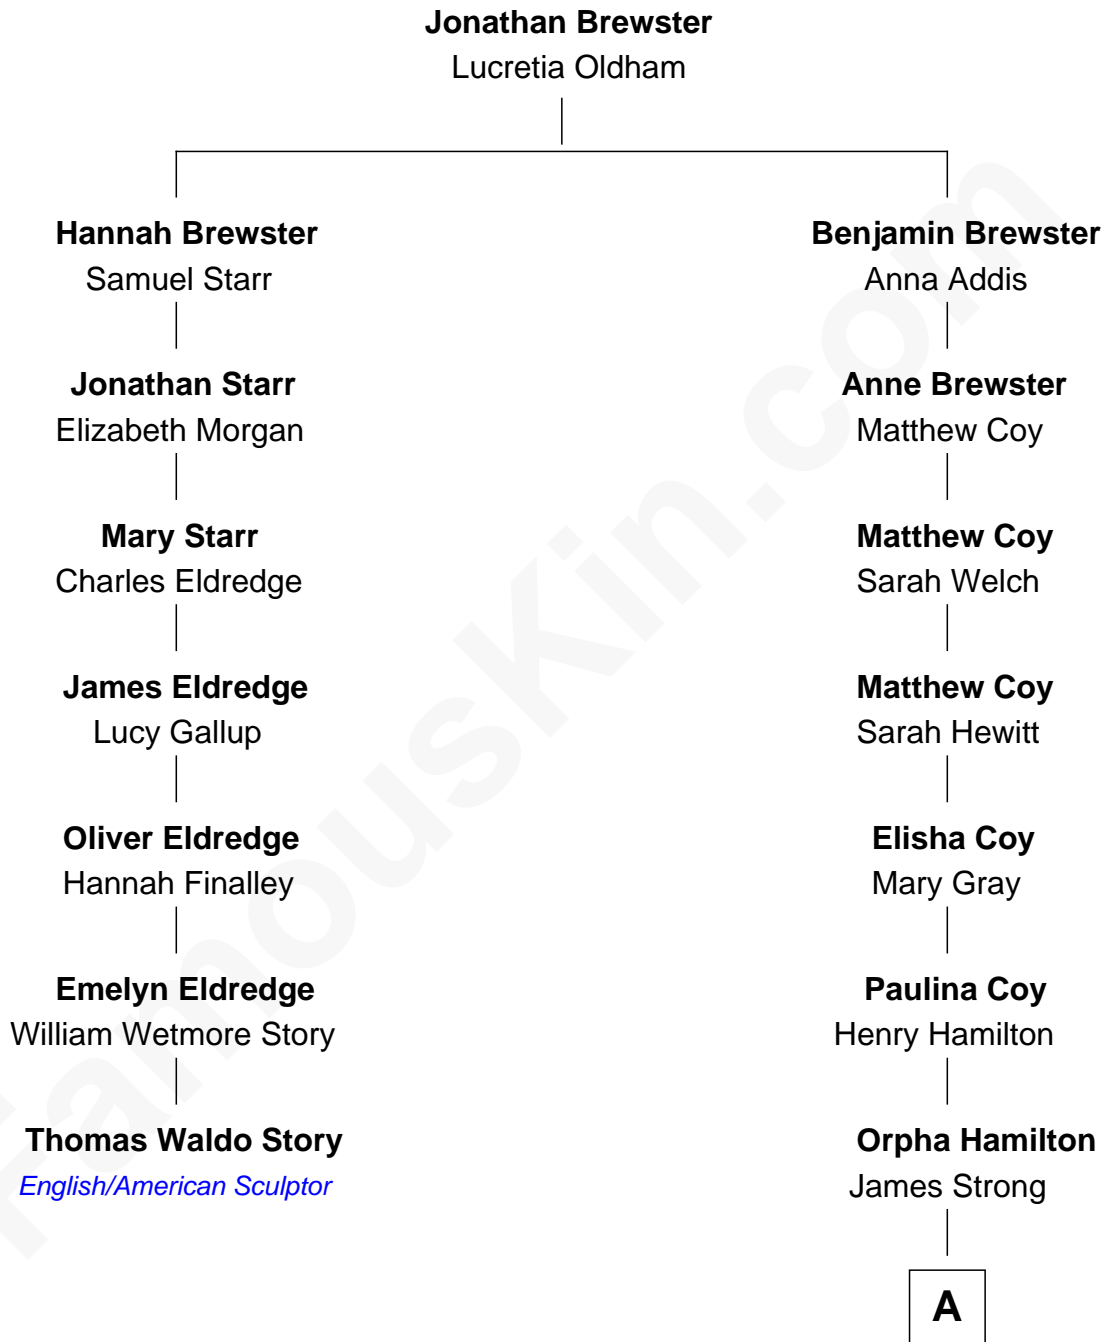 Jonathan Brewster
Lucretia Oldham
Hannah Brewster
Samuel Starr
Benjamin Brewster
Anna Addis
Jonathan Starr
Elizabeth Morgan
Anne Brewster
Matthew Coy
Mary Starr
Charles Eldredge
Matthew Coy
Sarah Welch
James Eldredge
Lucy Gallup
Matthew Coy
Sarah Hewitt
Oliver Eldredge
Hannah Finalley
Elisha Coy
Mary Gray
Emelyn Eldredge
William Wetmore Story
Paulina Coy
Henry Hamilton
Thomas Waldo Story
English/American Sculptor
Orpha Hamilton
James Strong
A
FamousKin.com